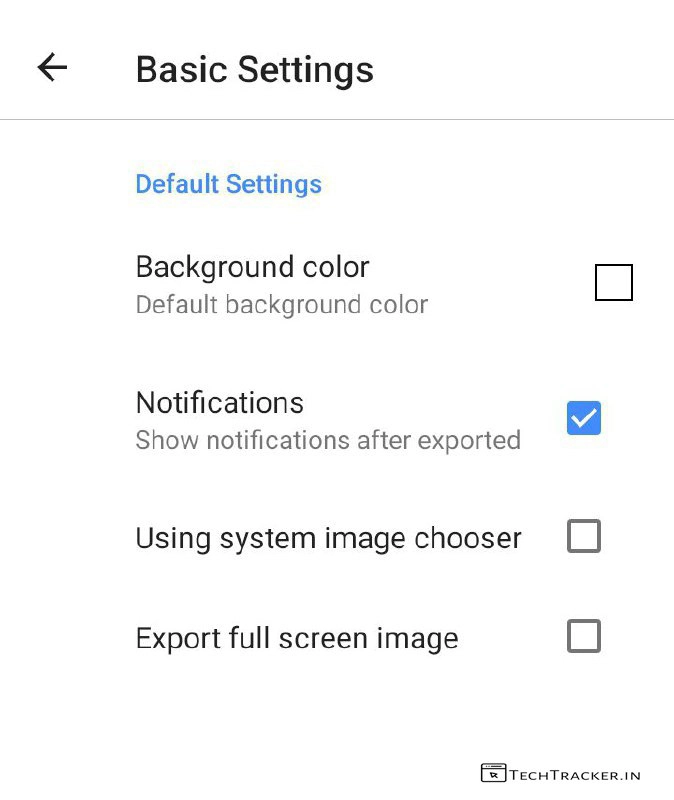 Basic Settings
Default Settings
Background color
Default background color
Notifications
Show notifications after exported
Using system image chooser
Export full screen image
TECHTRACKER.IN